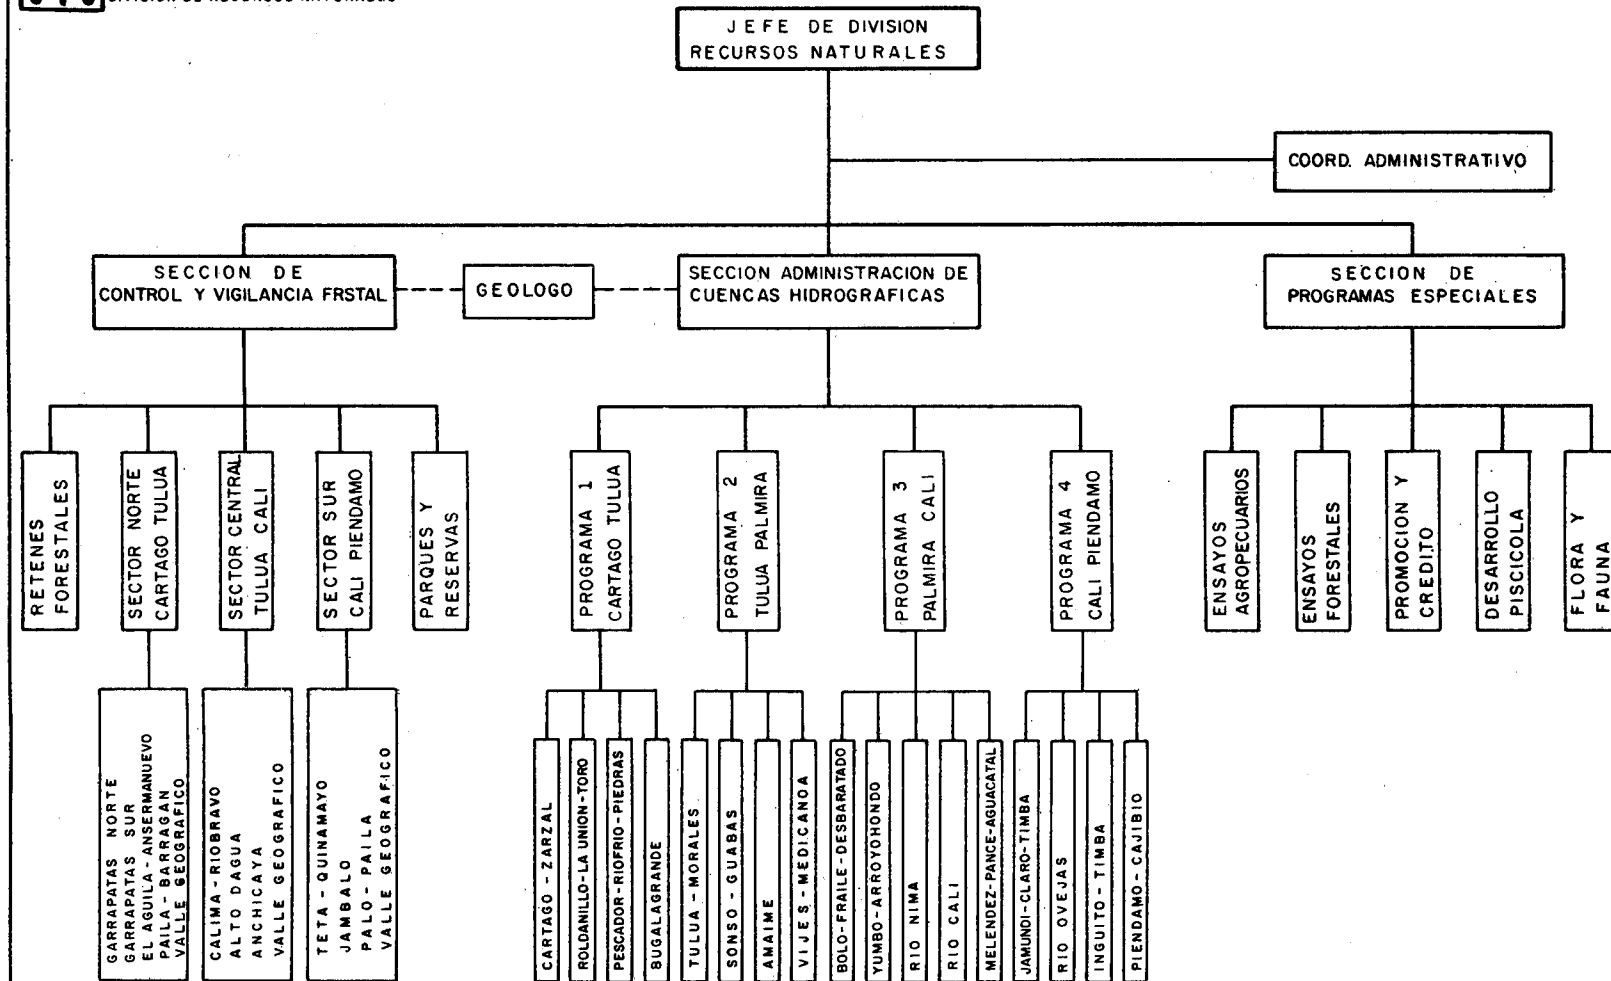 DIVISION DE RECURSOS NATURALES
JEFE DE DIVISION
RECURSOS NATURALES
COORD. ADMINISTRATIVO
SECCION DE
CONTROL Y VIGILANCIA FRSTAL
GEOLOGO
SECCION ADMINISTRACION DE
CUENCAS HIDROGRAFICAS
SECCION DE
PROGRAMAS ESPECIALES
RETENES
FORESTALES
SECTOR NORTE
CARTAGO TULUA
SECTOR CENTRAL
TULUA CALI
SECTOR SUR
CALI PIENDAMO
PARQUES Y
RESERVAS
PROGRAMA 1
CARTAGO TULUA
PROGRAMA 2
TULUA PALMIRA
PROGRAMA 3
PALMIRA CALI
PROGRAMA 4
CALI PIENDAMO
ENSAYOS
AGROPECUARIOS
ENSAYOS
FORESTALES
PROMOCION Y
CREDITO
DESARROLLO
PISCICOLA
FLORA Y
FAUNA
GARRAPATAS NORTE
GARRAPATAS SUR
EL AGUILA - ANSERMANUEVO
PAILA - BARRAGAN
VALLE GEOGRAFICO
CALIMA - RIOBRAVO
ALTO DAGUA
ANCHICAYA
VALLE GEOGRAFICO
TETA - QUINAMAYO
JAMBALO
PALO - PAILA
VALLE GEOGRAFICO
CARTAGO - ZARZAL
ROLDANILLO-LA UNION-TORO
PESCADOR-RIOFRIO-PIEDRAS
BUGALAGRANDE
TULUA - MORALES
SONSO - GUABAS
AMAIME
VIJES - MEDICANOA
BOLO-FRAILE-DESBARATADO
YUMBO-ARROYOHONDO
RIO NIMA
RIO CALI
MELENDEZ-PANCE-AGUACATAL
JAMUNDI-CLARO-TIMBA
RIO OVEJAS
INGUITO - TIMBA
PIENDAMO - CAJIBIO